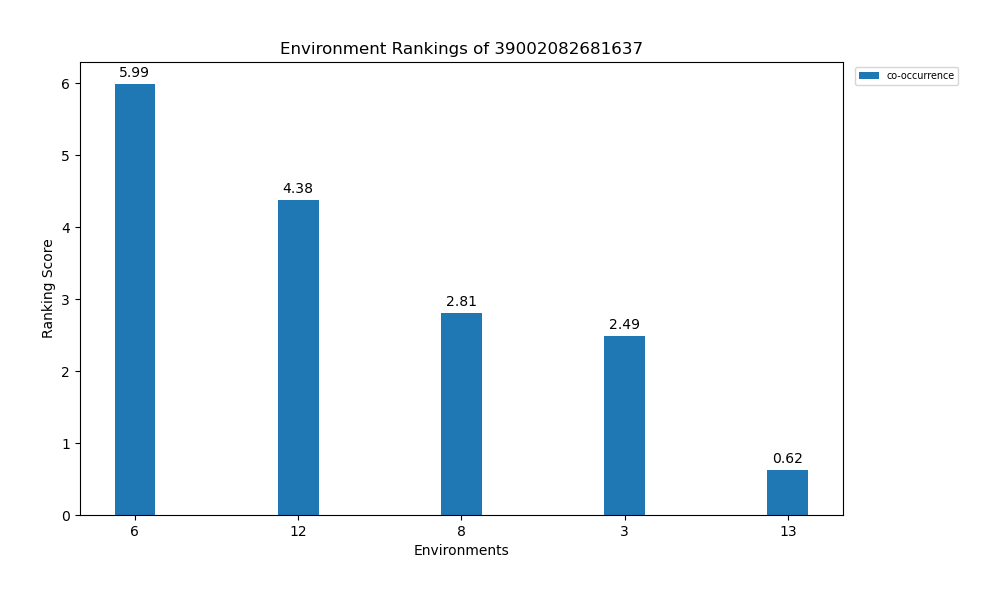 Environment Rankings of 39002082681637
co-occurrence
Ranking Score
6
5
4
3
2
1
0
5.99
4.38
2.81
2.49
0.62
6 12 8 3 13
Environments